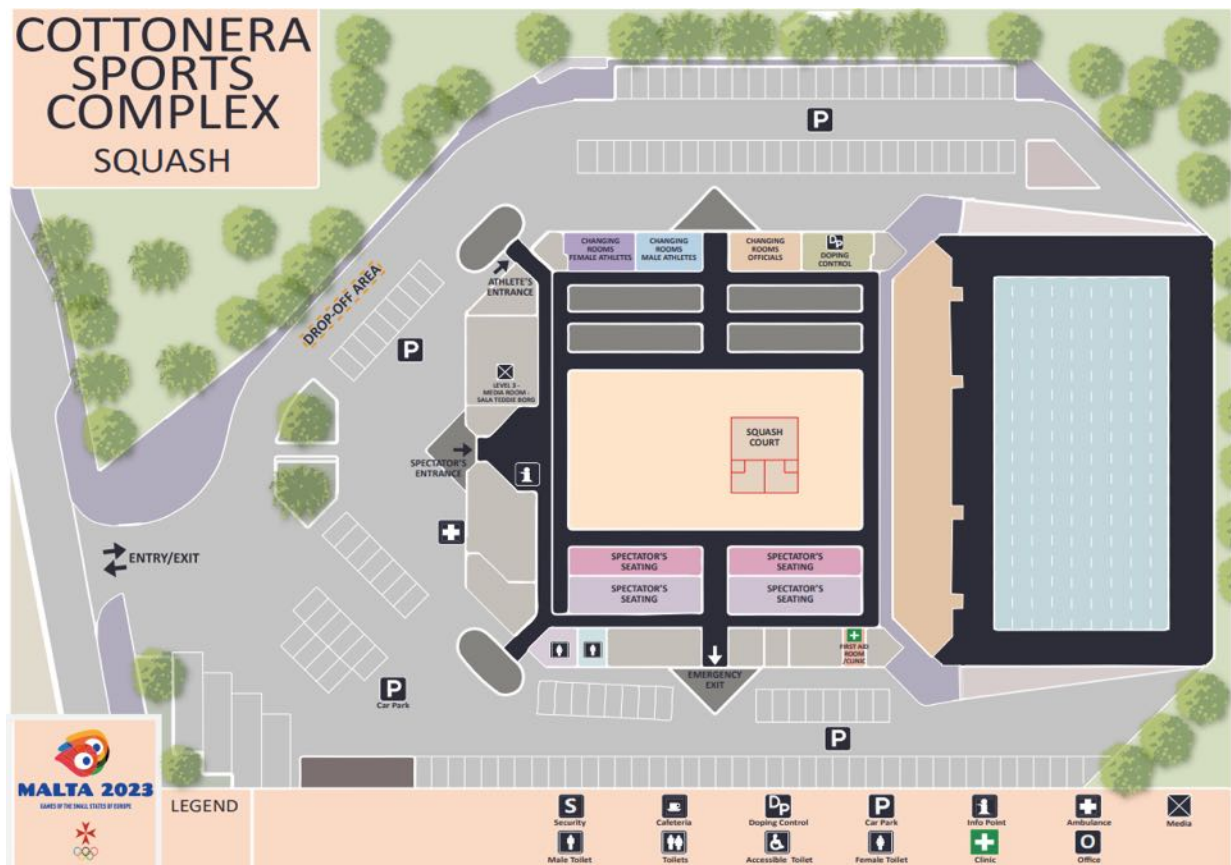 COTTONERA
SPORTS
COMPLEX
SQUASH
P
CHANGING
ROOMS
FEMALE ATHLETES
CHANGING
ROOMS
MALE ATHLETES
CHANGING
ROOMS
OFFICIALS
DP
DOPING
CONTROL
ATHLETE'S
ENTRANCE
DROP-OFF AREA
P
LEVEL 3 -
MEDIA ROOM -
SALA TEDDIE BORG
SQUASH
COURT
SPECTATOR'S
ENTRANCE
ENTRY/EXIT
SPECTATOR'S
SEATING
SPECTATOR'S
SEATING
SPECTATOR'S
SEATING
SPECTATOR'S
SEATING
FIRST AID
ROOM
/CLINIC
EMERGENCY
EXIT
P
Car Park
P
MALTA 2023
GAMES OF THE SMALL STATES OF EUROPE
LEGEND
S
Security
Cafeteria
DP
Doping Control
P
Car Park
Info Point
Ambulance
Media
Male Toilet
Toilets
Accessible Toilet
Female Toilet
Clinic
O
Office